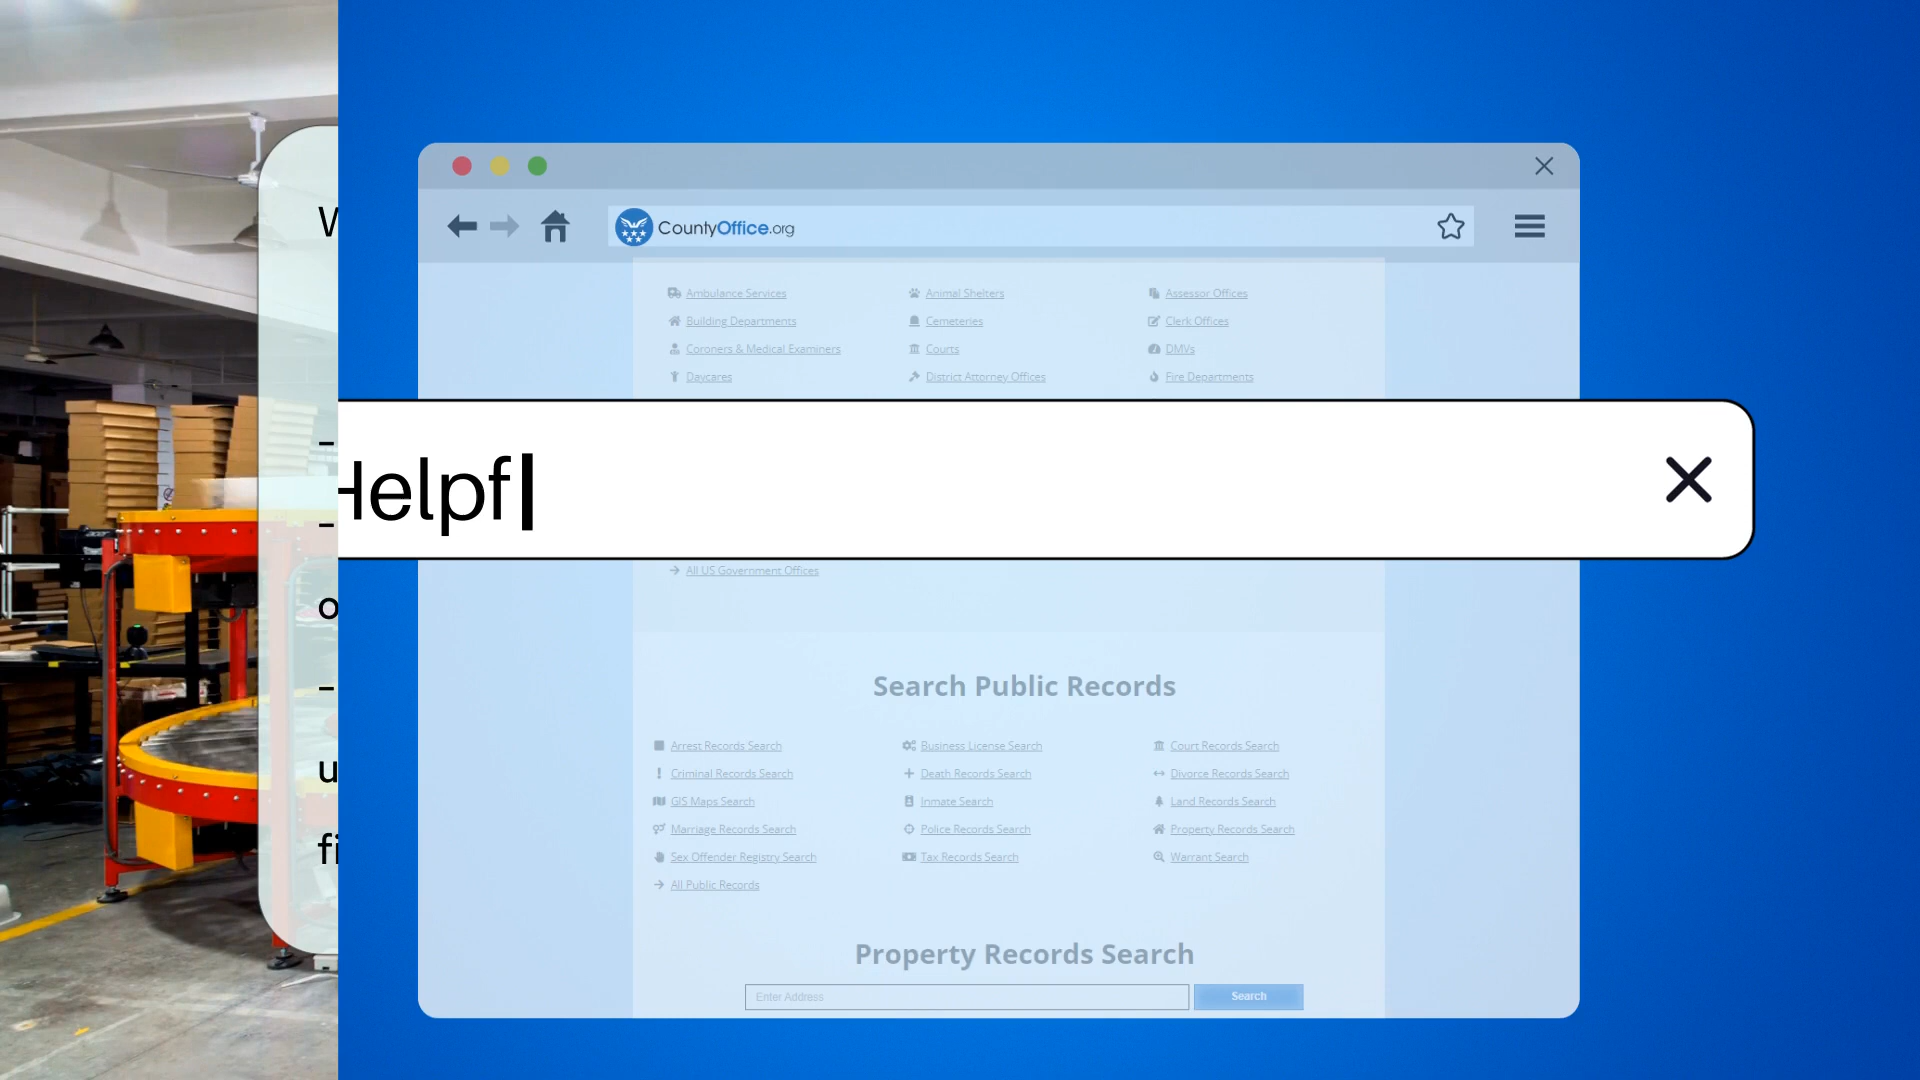 CountyOffice.org
Ambulance Services
Animal Shelters
Assessor Offices
Building Departments
Cemeteries
Clerk Offices
Coroners & Medical Examiners
Courts
DMVs
Daycares
District Attorney Offices
Fire Departments
Helpf
All US Government Offices
Search Public Records
Arrest Records Search
Business License Search
Court Records Search
Criminal Records Search
Death Records Search
Divorce Records Search
GIS Maps Search
Inmate Search
Land Records Search
Marriage Records Search
Police Records Search
Property Records Search
Sex Offender Registry Search
Tax Records Search
Warrant Search
All Public Records
Property Records Search
Enter Address
Search